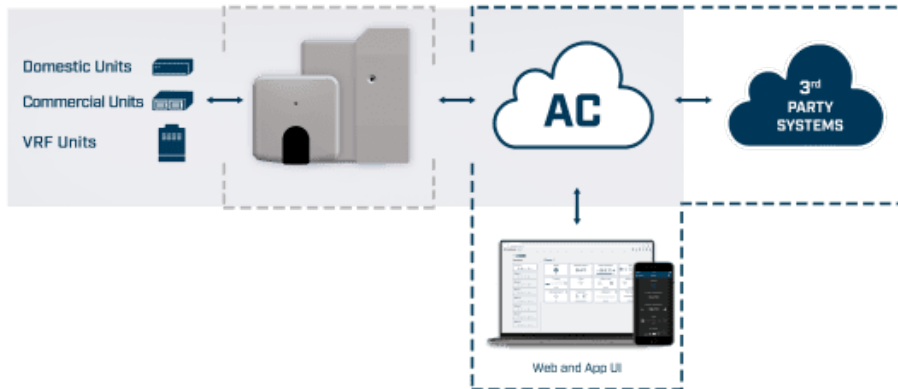 Domestic Units
Commercial Units
VRF Units
AC
3rd
PARTY
SYSTEMS
Web and App UI